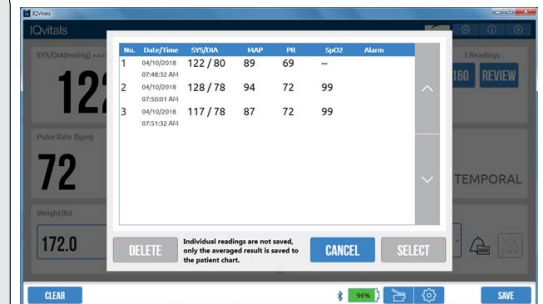 IQvitals
IQvitals
SYS/DIA(mmHg)
3 Readings
No. Date/Time SYS/DIA MAP PR SpO2 Alarm
1 04/10/2018 122 / 80 89 69 --
07:48:32 AM
2 04/10/2018 128 / 78 94 72 99
07:50:01 AM
3 04/10/2018 117 / 78 87 72 99
07:51:32 AM
160 REVIEW
Pulse Rate (bpm)
72
TEMPORAL
Weight(lb)
172.0
DELETE
Individual readings are not saved,
only the averaged result is saved to
the patient chart.
CANCEL
SELECT
CLEAR
96%
SAVE